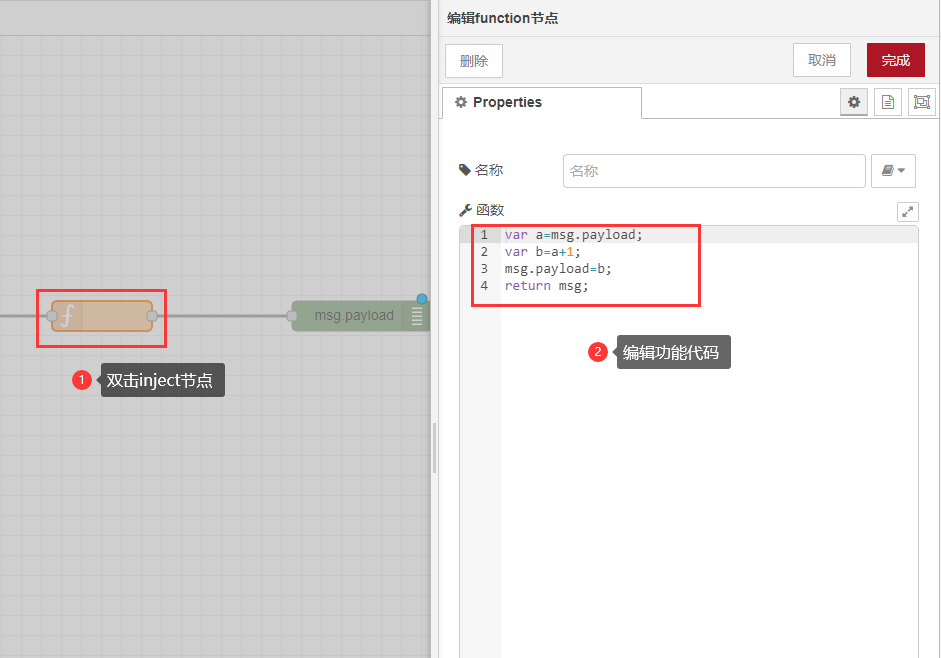 编辑function节点
删除
取消
完成
Properties
名称
名称
函数
1 var a=msg.payload;
2 var b=a+1;
3 msg.payload=b;
4 return msg;
f
msg.payload
1 双击inject节点
2 编辑功能代码